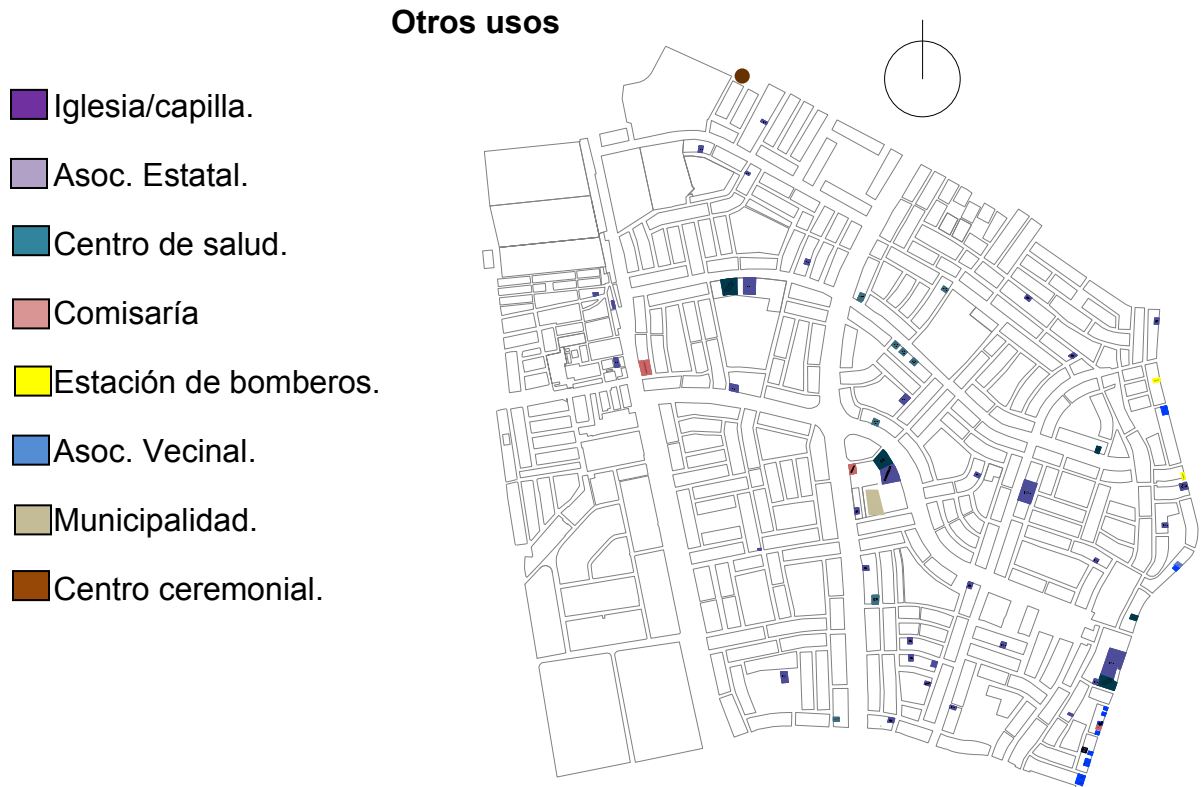 Otros usos
Iglesia/capilla.
Asoc. Estatal.
Centro de salud.
Comisaría
Estación de bomberos.
Asoc. Vecinal.
Municipalidad.
Centro ceremonial.